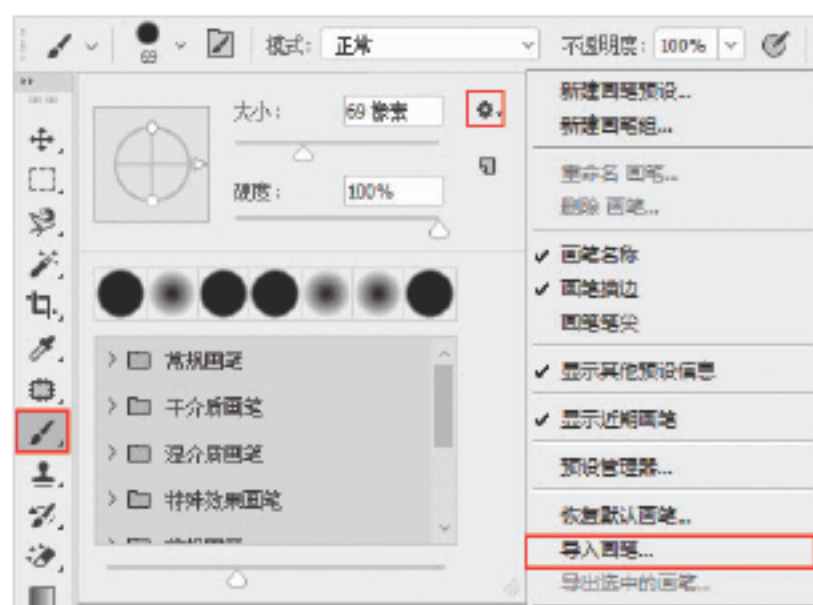 69
模式: 正常
不透明度: 100%
大小: 69 像素
硬度: 100%
常规画笔
干介质画笔
湿介质画笔
特殊效果画笔
新建画笔预设...
新建画笔组...
重命名 画笔...
删除 画笔...
画笔名称
画笔描边
画笔笔尖
显示其他预设信息
显示近期画笔
预设管理器...
恢复默认画笔...
导入画笔...
导出选中的画笔...